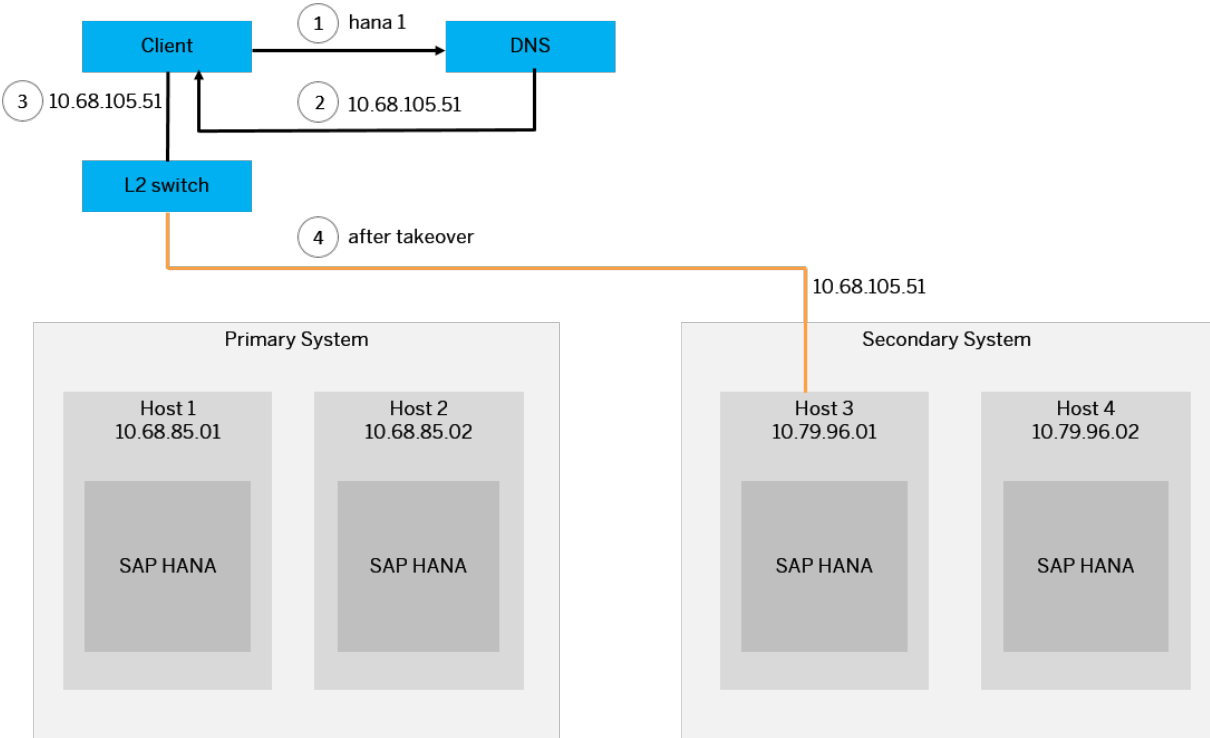 1 hana 1
Client
DNS
3 10.68.105.51
2 10.68.105.51
L2 switch
4 after takeover
10.68.105.51
Primary System
Host 1
10.68.85.01
SAP HANA
Host 2
10.68.85.02
SAP HANA
Secondary System
Host 3
10.79.96.01
SAP HANA
Host 4
10.79.96.02
SAP HANA